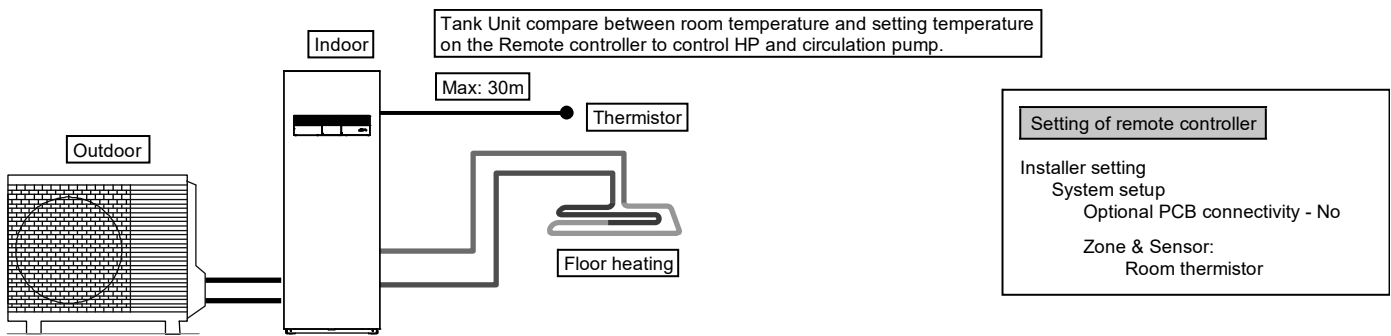 Tank Unit compare between room temperature and setting temperature
on the Remote controller to control HP and circulation pump.
Indoor
Max: 30m
Thermistor
Outdoor
Floor heating
Setting of remote controller
Installer setting
System setup
Optional PCB connectivity - No
Zone & Sensor:
Room thermistor